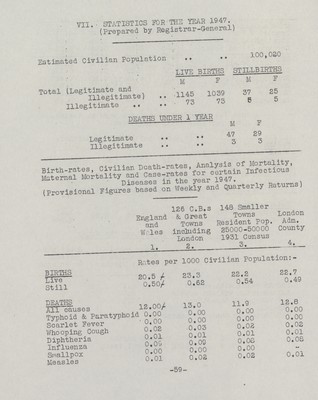 VII. STATISTICS FOR THE YEAR 1947.
(Prepared by Registrar-General)
Estimated Civilian Population .. .. 100,020
LIVE BIRTHS STILLBIRTHS
M F M F
Total (Legitimate and
Illegitimate) .. 1145 1039 37 25
Illegitimate .. .. 73 73 8 5
DEATHS UNDER 1 YEAR
M F
Legitimate .. .. 47 29
Illegitimate .. .. 3 3
Birth-rates, Civilian Death-rates, Analysis of Mortality,
Maternal Mortality and Case-rates for certain Infectious
Diseases in the year 1947.
(Provisional Figures based on Weekly and Quarterly Returns)
126 C.B.s 148 Smaller
England & Great Towns London
and Towns Resident Pop. Adm.
Wales including 25000-50000 County
London 1931 Census
1. 2. 3. 4.
Rates per 1000 Civilian Population:-
BIRTHS
Live 20.5 / 23.3 22.2 22.7
Still 0.50/ 0.62 0.54 0.49
DEATHS
All causes 12.00/ 13.0 11.9 12.8
Typhoid & Paratyphoid 0.00 0.00 0.00 0.00
Scarlet Fever 0.00 0.00 0.00 0.00
Whooping Cough 0.02 0.03 0.02 0.02
Diphtheria 0.01 0.01 0.01 0.01
Influenza 0.09 0.09 0.08 0.08
Smallpox 0.00 0.00 0.00 -
Measles 0.01 0.02 0.02 0.01
-59-